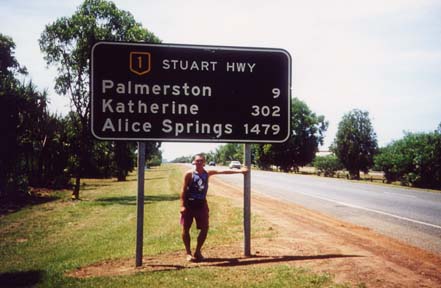 1 STUART HWY
Palmerston 9
Katherine 302
Alice Springs 1479